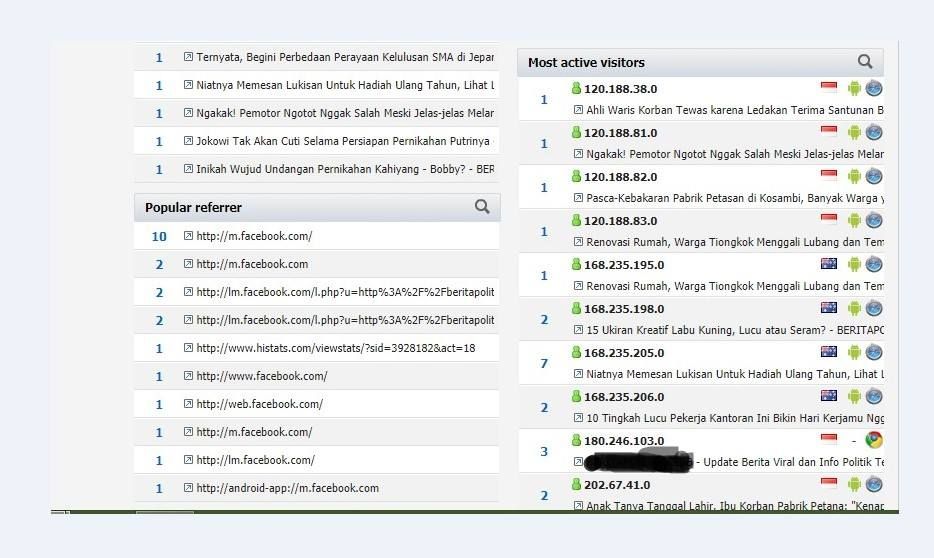 1 Ternyata, Begini Perbedaan Perayaan Kelulusan SMA di Jepan
1 Niatnya Memesan Lukisan Untuk Hadiah Ulang Tahun, Lihat L
1 Ngakak! Pemotor Ngotot Nggak Salah Meski Jelas-jelas Melar
1 Jokowi Tak Akan Cuti Selama Persiapan Pernikahan Putrinya
1 Inikah Wujud Undangan Pernikahan Kahiyang - Bobby? - BER
Popular referrer
10 http://m.facebook.com/
2 http://m.facebook.com
2 http://lm.facebook.com/l.php?u=http%3A%2F%2Fberitapolit
2 http://lm.facebook.com/l.php?u=http%3A%2F%2Fberitapolit
1 http://www.histats.com/viewstats/?sid=3928182&act=18
1 http://www.facebook.com/
1 http://web.facebook.com/
1 http://m.facebook.com/
1 http://lm.facebook.com/
1 http://android-app://m.facebook.com
Most active visitors
1 120.188.38.0
Ahli Waris Korban Tewas karena Ledakan Terima Santunan B
1 120.188.81.0
Ngakak! Pemotor Ngotot Nggak Salah Meski Jelas-jelas Melar
1 120.188.82.0
Pasca-Kebakaran Pabrik Petasan di Kosambi, Banyak Warga y
1 120.188.83.0
Renovasi Rumah, Warga Tiongkok Menggali Lubang dan Tem
1 168.235.195.0
Renovasi Rumah, Warga Tiongkok Menggali Lubang dan Tem
2 168.235.198.0
15 Ukiran Kreatif Labu Kuning, Lucu atau Seram? - BERITAPO
7 168.235.205.0
Niatnya Memesan Lukisan Untuk Hadiah Ulang Tahun, Lihat L
2 168.235.206.0
10 Tingkah Lucu Pekerja Kantoran Ini Bikin Hari Kerjamu Ngg
3 180.246.103.0 -
- Update Berita Viral dan Info Politik Te
2 202.67.41.0
Anak Tanya Tanggal Lahir, Ibu Korban Pabrik Petana: "Kenap